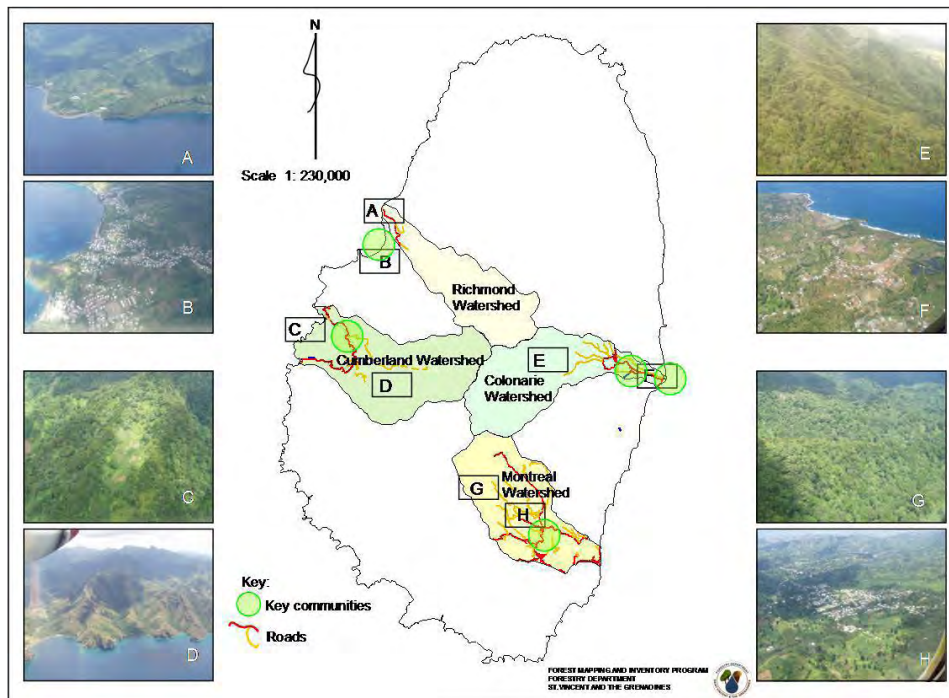 N
Scale 1: 230,000
A
B
C
D
A
B
Richmond
Watershed
C
Cumberland Watershed
D
E
Colonarie
Watershed
G
Montreal
Watershed
H
Key:
Key communities
Roads
FOREST MAPPING AND INVENTORY PROGRAM
FORESTRY DEPARTMENT
ST.VINCENT AND THE GRENADINES
E
F
G
H